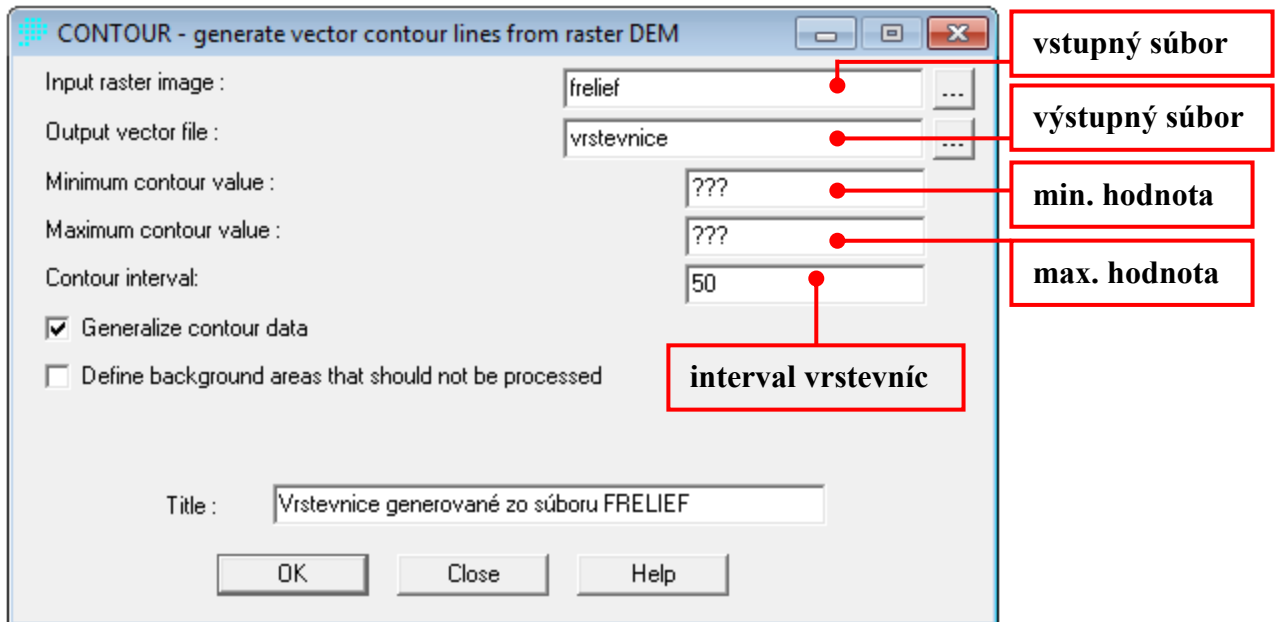 CONTOUR - generate vector contour lines from raster DEM
vstupný súbor
Input raster image :
frelief
...
výstupný súbor
Output vector file :
vrstevnice
...
Minimum contour value :
???
min. hodnota
Maximum contour value :
???
max. hodnota
Contour interval:
50
Generalize contour data
Define background areas that should not be processed
interval vrstevníc
Title :
Vrstevnice generované zo súboru FRELIEF
OK
Close
Help